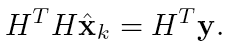 $H^T H \hat{\mathbf{x}}_k = H^T \mathbf{y}.$